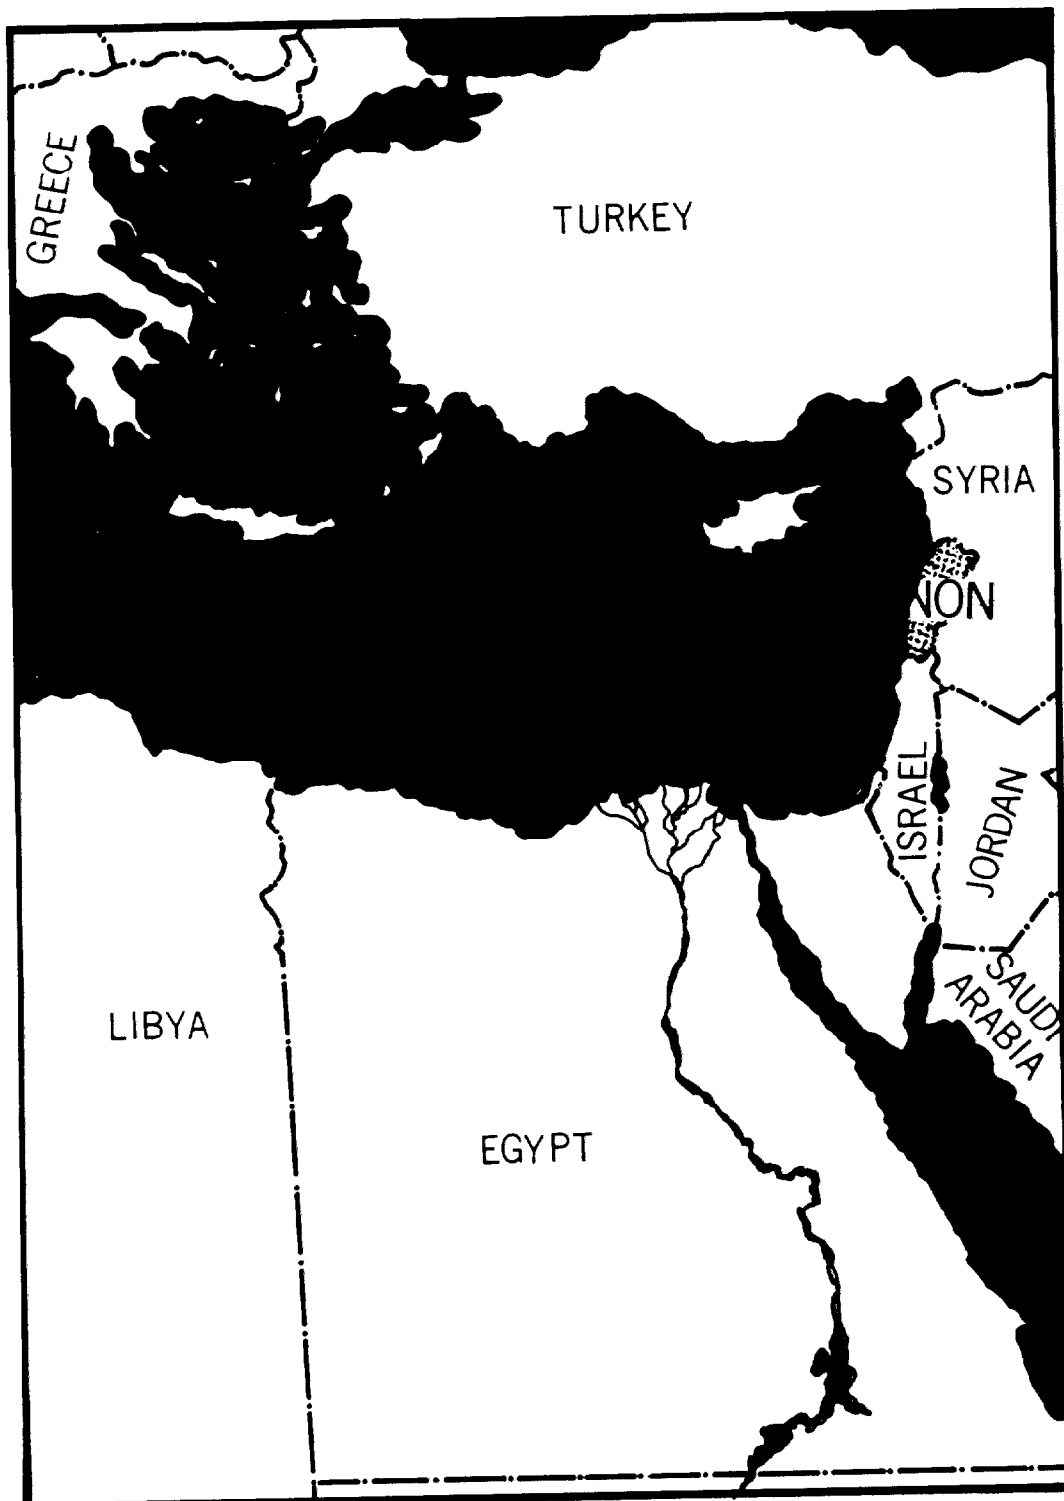 GREECE
TURKEY
SYRIA
NON
ISRAEL
JORDAN
SAUDI
ARABIA
LIBYA
EGYPT